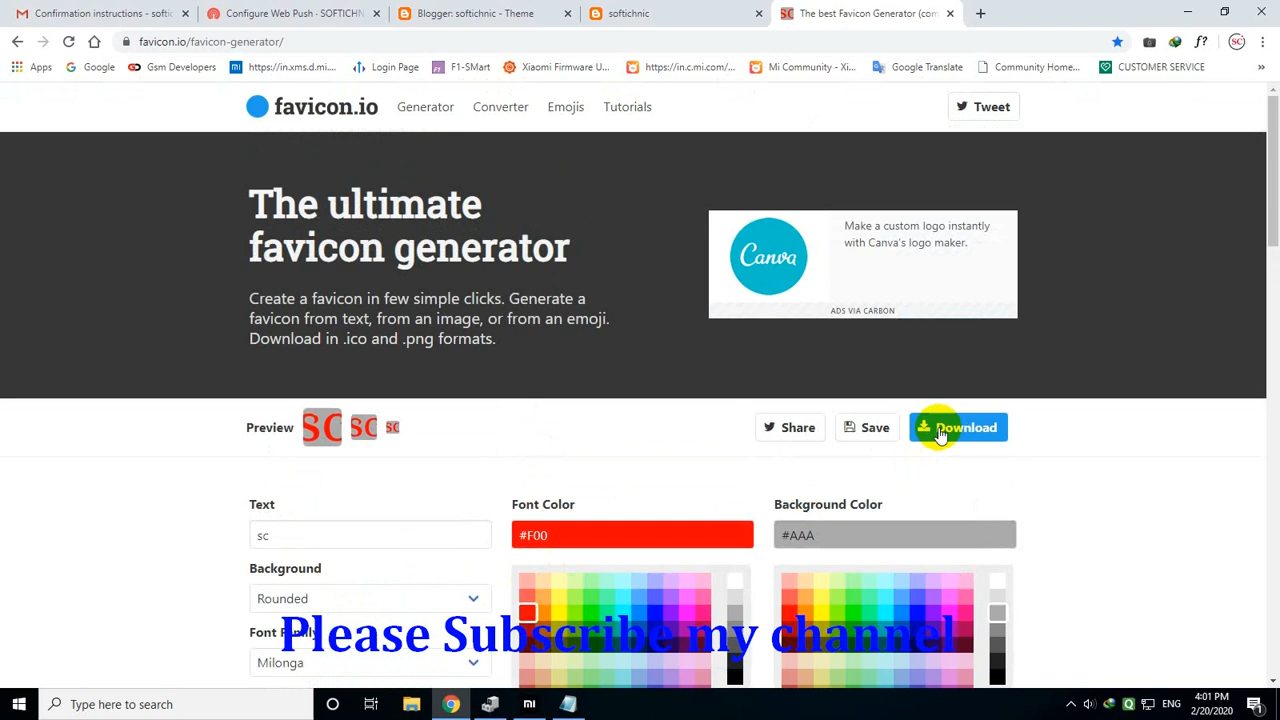 Confirmation instructions - softic
Configure Web Push · SOFTICHN
Blogger: softichnic - Theme
softichnic
SC
The best Favicon Generator (com
favicon.io/favicon-generator/
f?
SC
Apps
Google
Gsm Developers
https://in.xms.d.mi....
Login Page
F1-SMart
Xiaomi Firmware U...
https://in.c.mi.com/
Mi Community - Xi...
Google Translate
Community Home...
CUSTOMER SERVICE
»
favicon.io
Generator
Converter
Emojis
Tutorials
Tweet
The ultimate
favicon generator
Create a favicon in few simple clicks. Generate a
favicon from text, from an image, or from an emoji.
Download in .ico and .png formats.
Canva
Make a custom logo instantly
with Canva's logo maker.
ADS VIA CARBON
Preview
sc
sc
sc
Share
Save
Download
Text
sc
Font Color
#F00
Background Color
#AAA
Background
Rounded
Font Family
Milonga
Please Subscribe my channel
Type here to search
mi
ENG
4:01 PM
2/20/2020